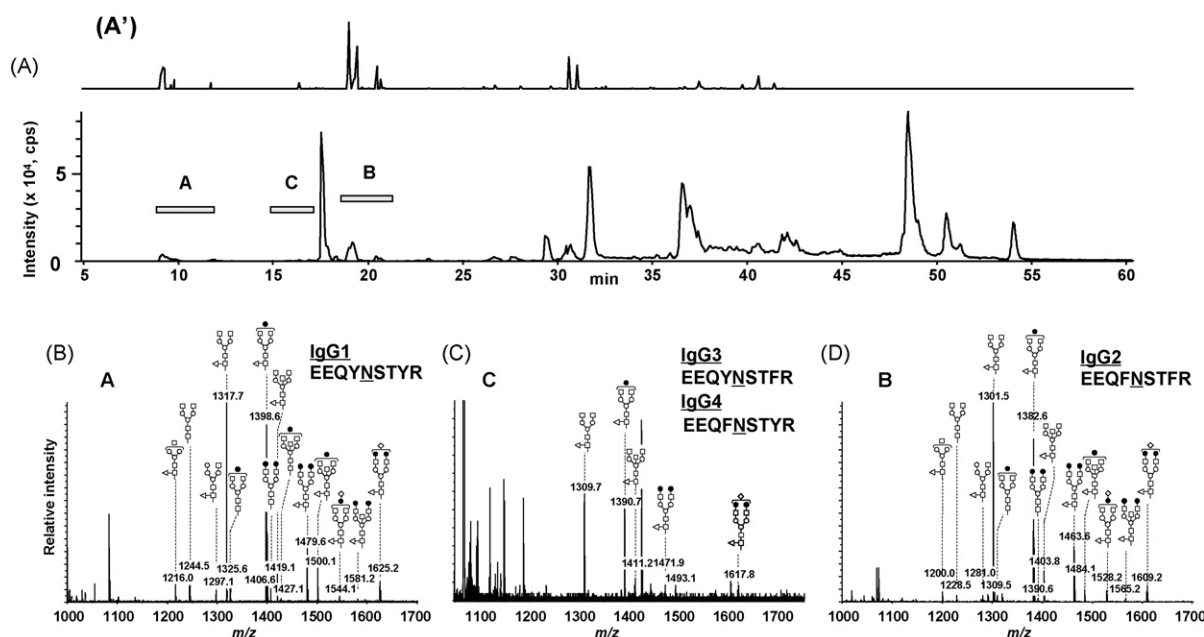 (A')
(A)
Intensity (x 10⁴, cps)
5
0
A
C
B
5 10 15 20 25 30 35 40 45 50 55 60
min
(B)
A
IgG1
EEQYNSTYR
1317.7
1398.6
1479.6
1500.1
1625.2
1244.5
1216.0
1297.1
1325.6
1406.6
1419.1
1427.1
1544.1
1581.2
Relative intensity
1000 1100 1200 1300 1400 1500 1600 1700
m/z
(C)
C
IgG3
EEQYNSTFR
IgG4
EEQFNSTYR
1309.7
1390.7
1411.2
1471.9
1493.1
1617.8
1000 1100 1200 1300 1400 1500 1600 1700
m/z
(D)
B
IgG2
EEQFNSTFR
1301.5
1382.6
1463.6
1484.1
1609.2
1200.0
1228.5
1281.0
1309.5
1390.6
1403.8
1528.2
1565.2
1000 1100 1200 1300 1400 1500 1600 1700
m/z